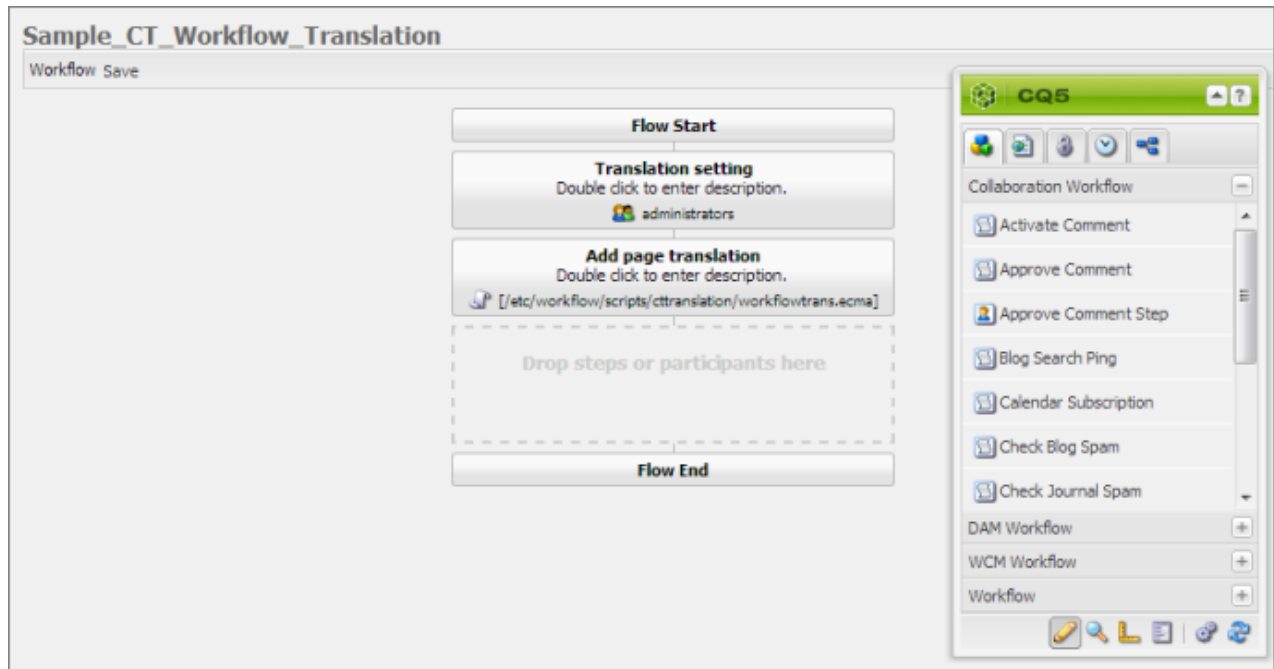 Sample_CT_Workflow_Translation
Workflow Save
Flow Start
Translation setting
Double click to enter description.
administrators
Add page translation
Double click to enter description.
[/etc/workflow/scripts/cttranslation/workflowtrans.ecma]
Drop steps or participants here
Flow End
CQ5
?
Collaboration Workflow
Activate Comment
Approve Comment
Approve Comment Step
Blog Search Ping
Calendar Subscription
Check Blog Spam
Check Journal Spam
DAM Workflow
WCM Workflow
Workflow